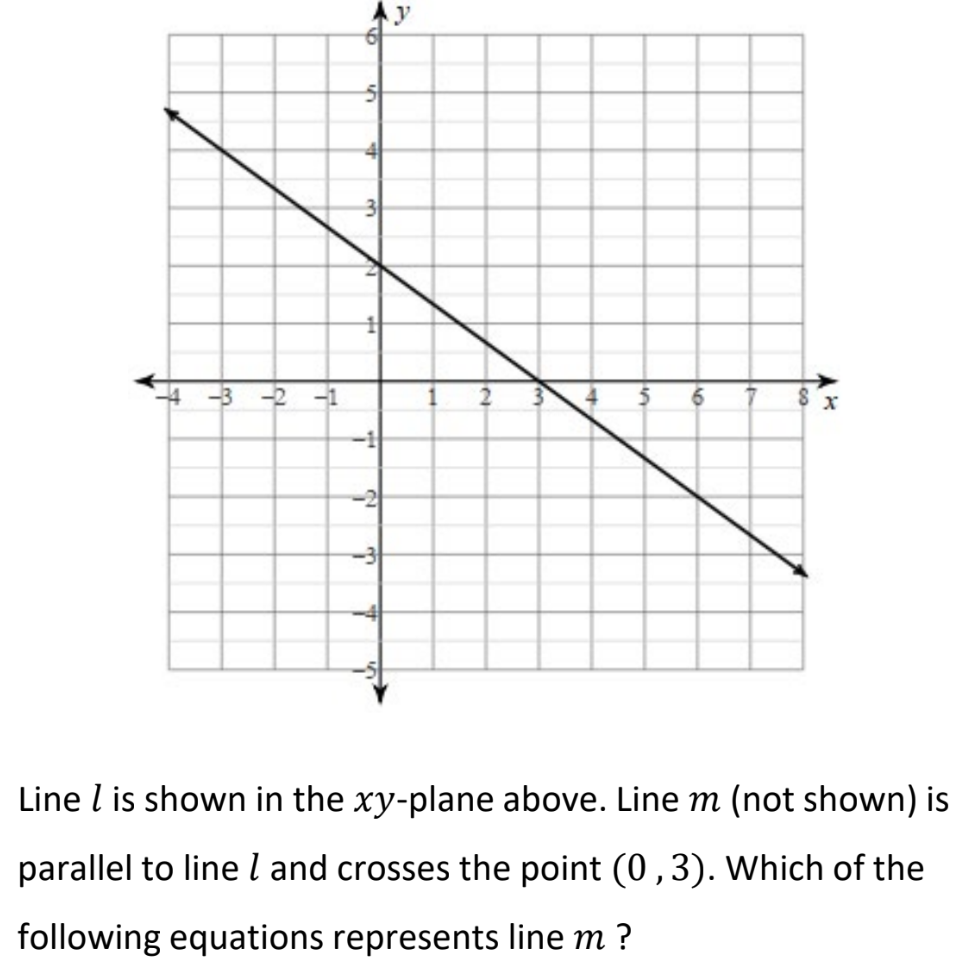 y
6
5
4
3
2
1
-4 -3 -2 -1 1 2 3 4 5 6 7 8 x
-1
-2
-3
-4
-5
Line l is shown in the xy-plane above. Line m (not shown) is
parallel to line l and crosses the point (0 , 3). Which of the
following equations represents line m ?